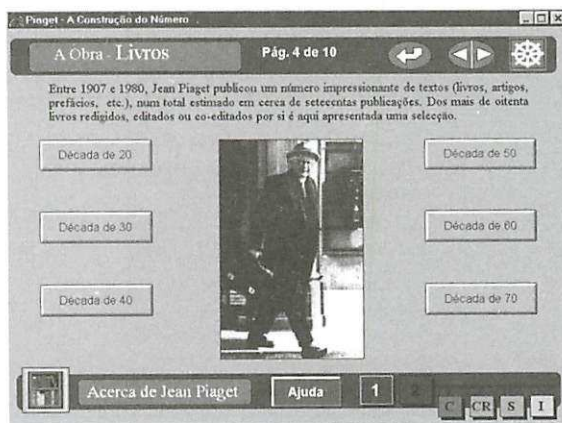 Piaget - A Construção do Número
A Obra - Livros
Pág. 4 de 10
Entre 1907 e 1980, Jean Piaget publicou um número impressionante de textos (livros, artigos,
prefácios, etc.), num total estimado em cerca de setecentas publicações. Dos mais de oitenta
livros redigidos, editados ou co-editados por si é aqui apresentada uma selecção.
Década de 20
Década de 50
Década de 30
Década de 60
Década de 40
Década de 70
Acerca de Jean Piaget
Ajuda
1
2
C CR S I